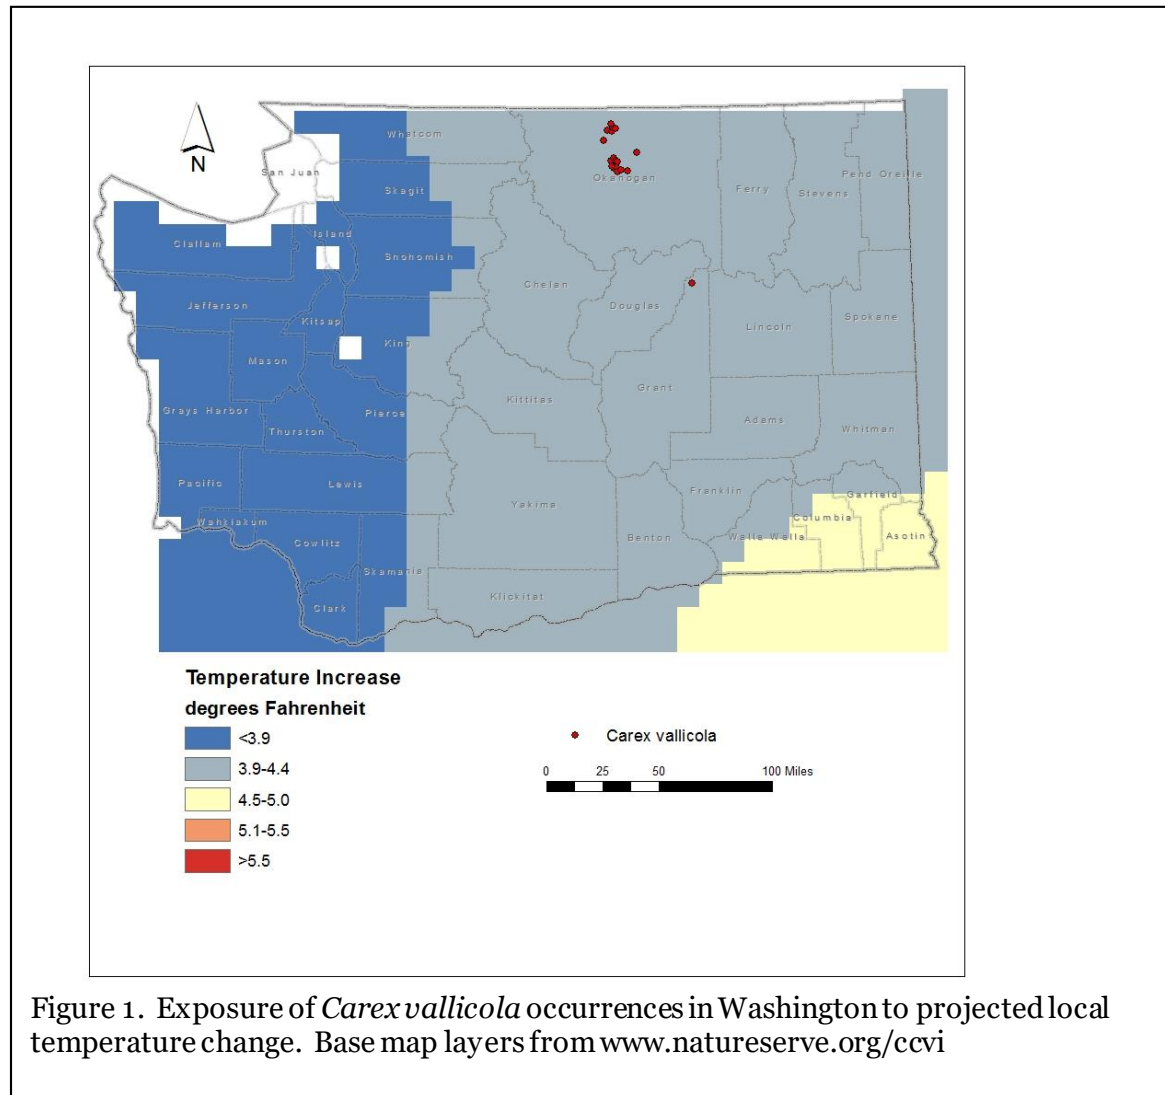 Whatcom
San Juan
Skagit
Okanogan
Ferry
Stevens
Pend Oreille
Island
Clallam
Snohomish
Chelan
Jefferson
Douglas
Kitsap
Lincoln
Spokane
King
Mason
Grant
Kittitas
Grays Harbor
Pierce
Adams
Whitman
Thurston
Pacific
Lewis
Yakima
Franklin
Garfield
Columbia
Wahkiakum
Walla Walla
Asotin
Cowlitz
Benton
Skamania
Klickitat
Clark
N
Temperature Increase
degrees Fahrenheit
<3.9
3.9-4.4
4.5-5.0
5.1-5.5
>5.5
Carex vallicola
0 25 50 100 Miles
Figure 1. Exposure of Carex vallicola occurrences in Washington to projected local
temperature change. Base map layers from www.natureserve.org/ccvi